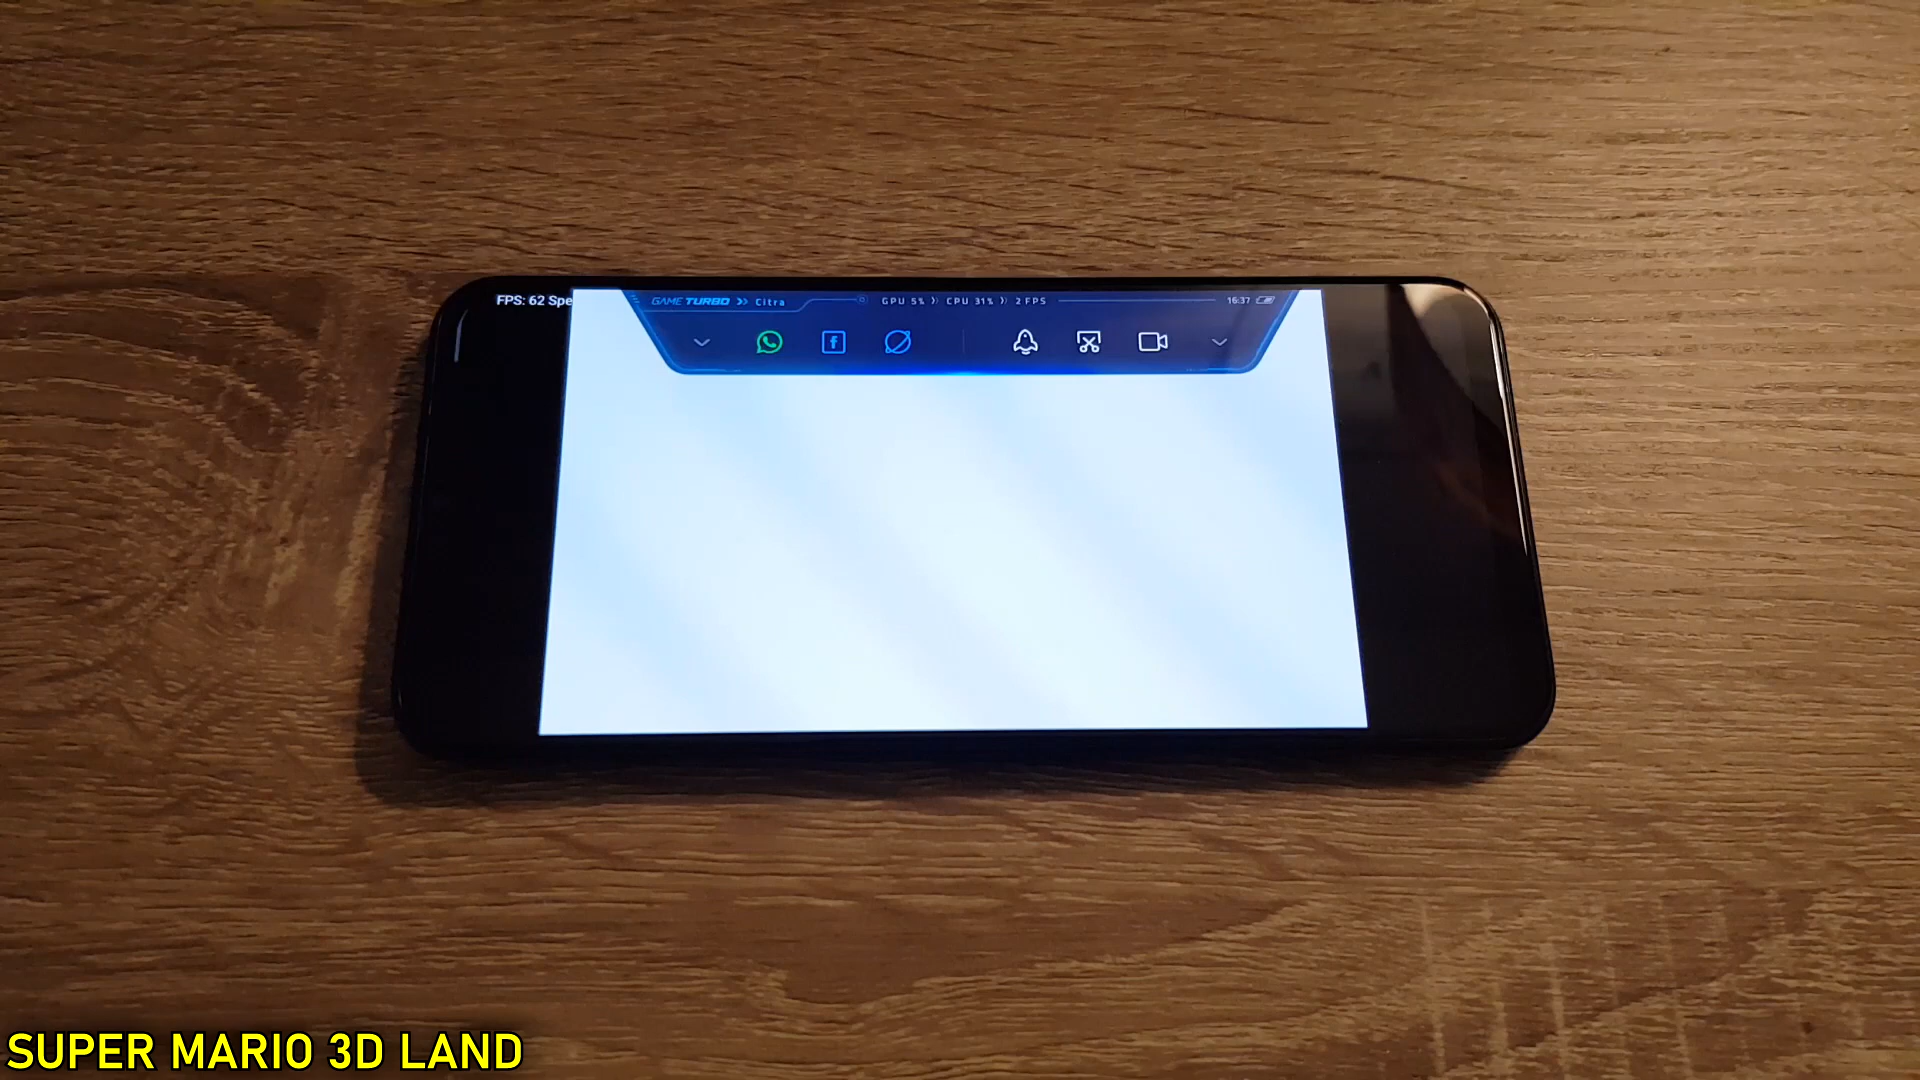 FPS: 62 Spe
GAME TURBO Citra
GPU 5% CPU 31% 2 FPS
16:37
SUPER MARIO 3D LAND